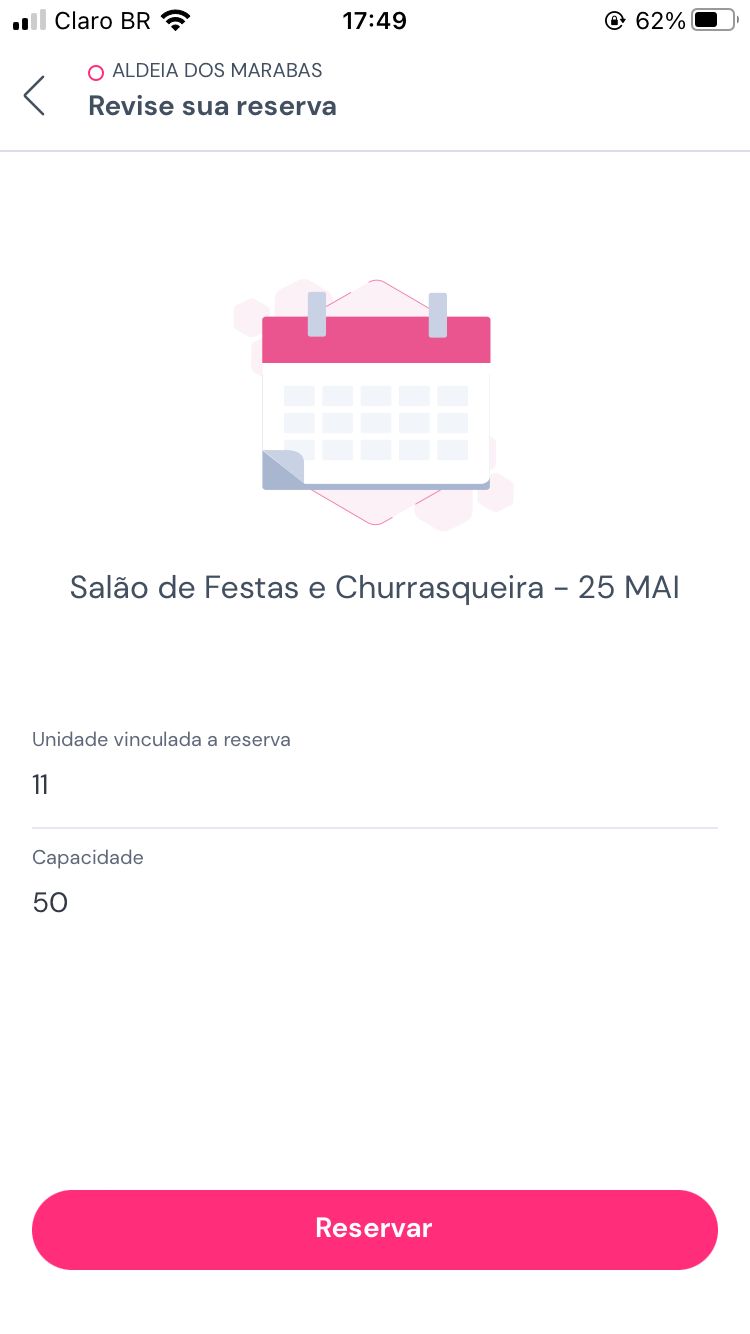 Claro BR 17:49 62%
ALDEIA DOS MARABAS
Revise sua reserva
Salão de Festas e Churrasqueira - 25 MAI
Unidade vinculada a reserva
11
Capacidade
50
Reservar